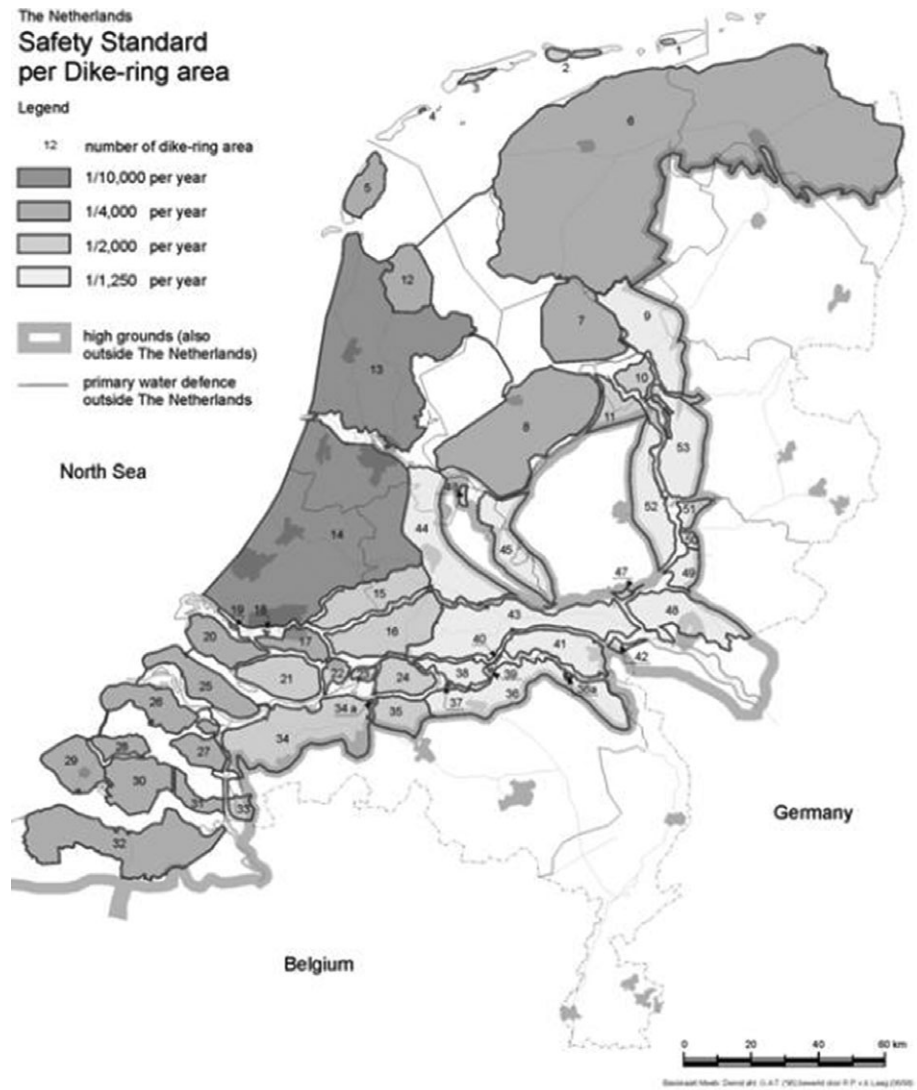 The Netherlands
Safety Standard
per Dike-ring area
Legend
12 number of dike-ring area
1/10,000 per year
1/4,000 per year
1/2,000 per year
1/1,250 per year
high grounds (also
outside The Netherlands)
primary water defence
outside The Netherlands
North Sea
Germany
Belgium
1
2
3
4
5
6
7
8
9
10
11
12
13
14
15
16
17
18
19
20
21
22
23
24
25
26
27
28
29
30
31
32
33
34
34 a
35
36
36a
37
38
39
40
41
42
43
44
45
47
48
49
51
52
53
0 20 40 60 km